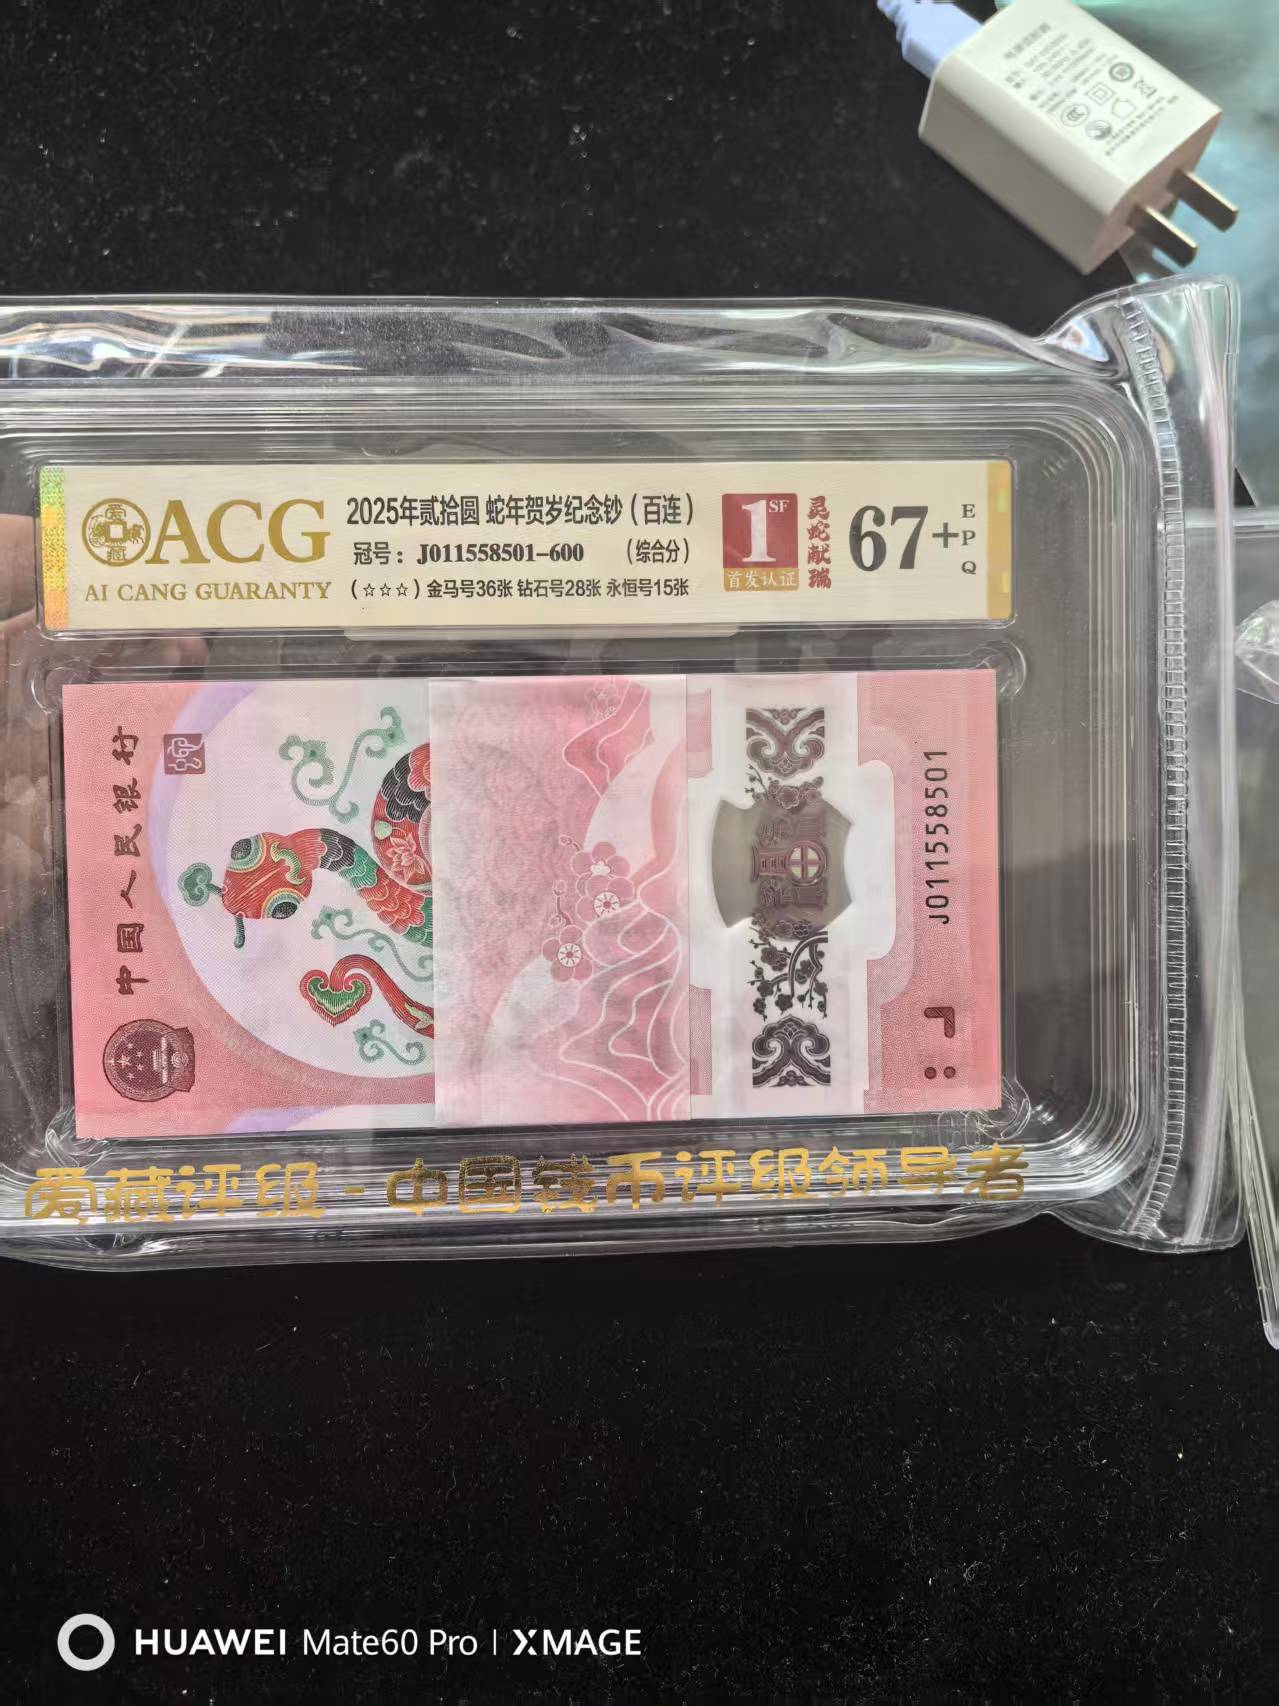 ACG
AI CANG GUARANTY
2025年贰拾圆 蛇年贺岁纪念钞（百连）
冠号：J011558501-600 （综合分）
（☆☆☆）金马号36张 钻石号28张 永恒号15张
1 SF
首发认证
灵蛇献瑞
67+
EPQ
中国人民银行
J011558501
爱藏评级-中国钱币评级领导者
HUAWEI Mate60 Pro | XMAGE